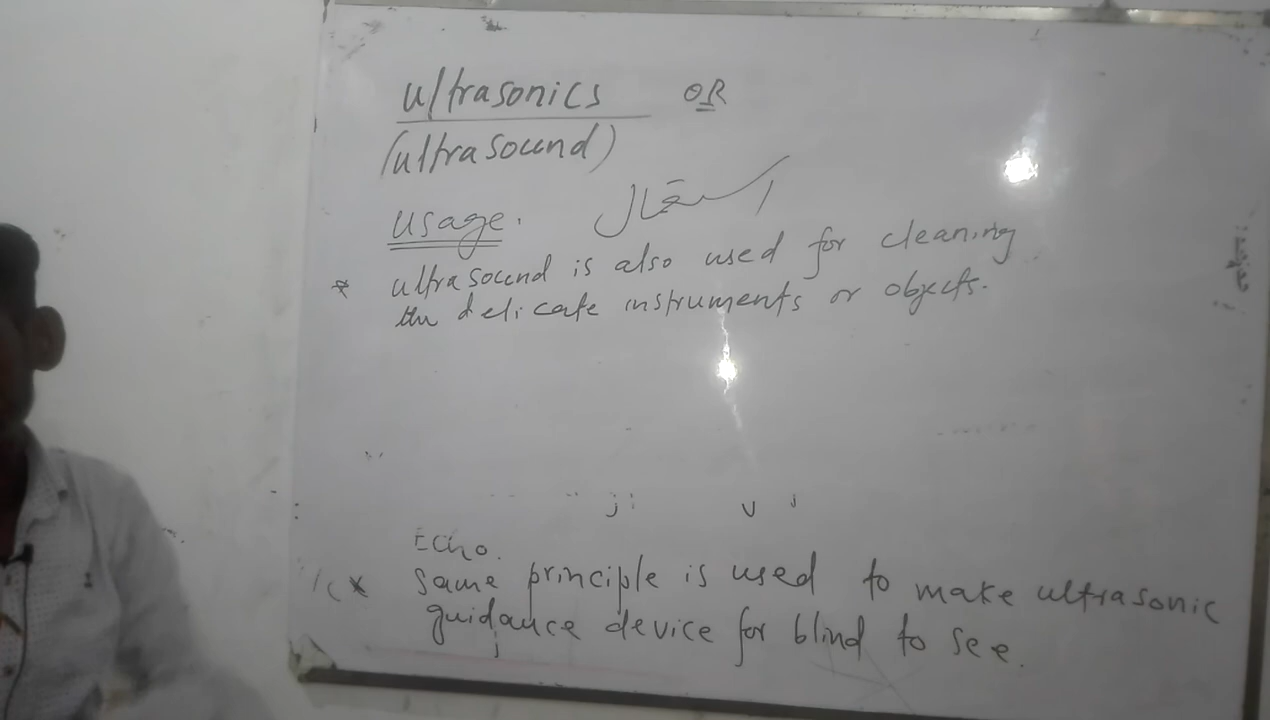 ultrasonics OR
(ultrasound)
usage. استعمال
* ultrasound is also used for cleaning
the delicate instruments or objects.
Echo.
* Same principle is used to make ultrasonic
guidance device for blind to see.